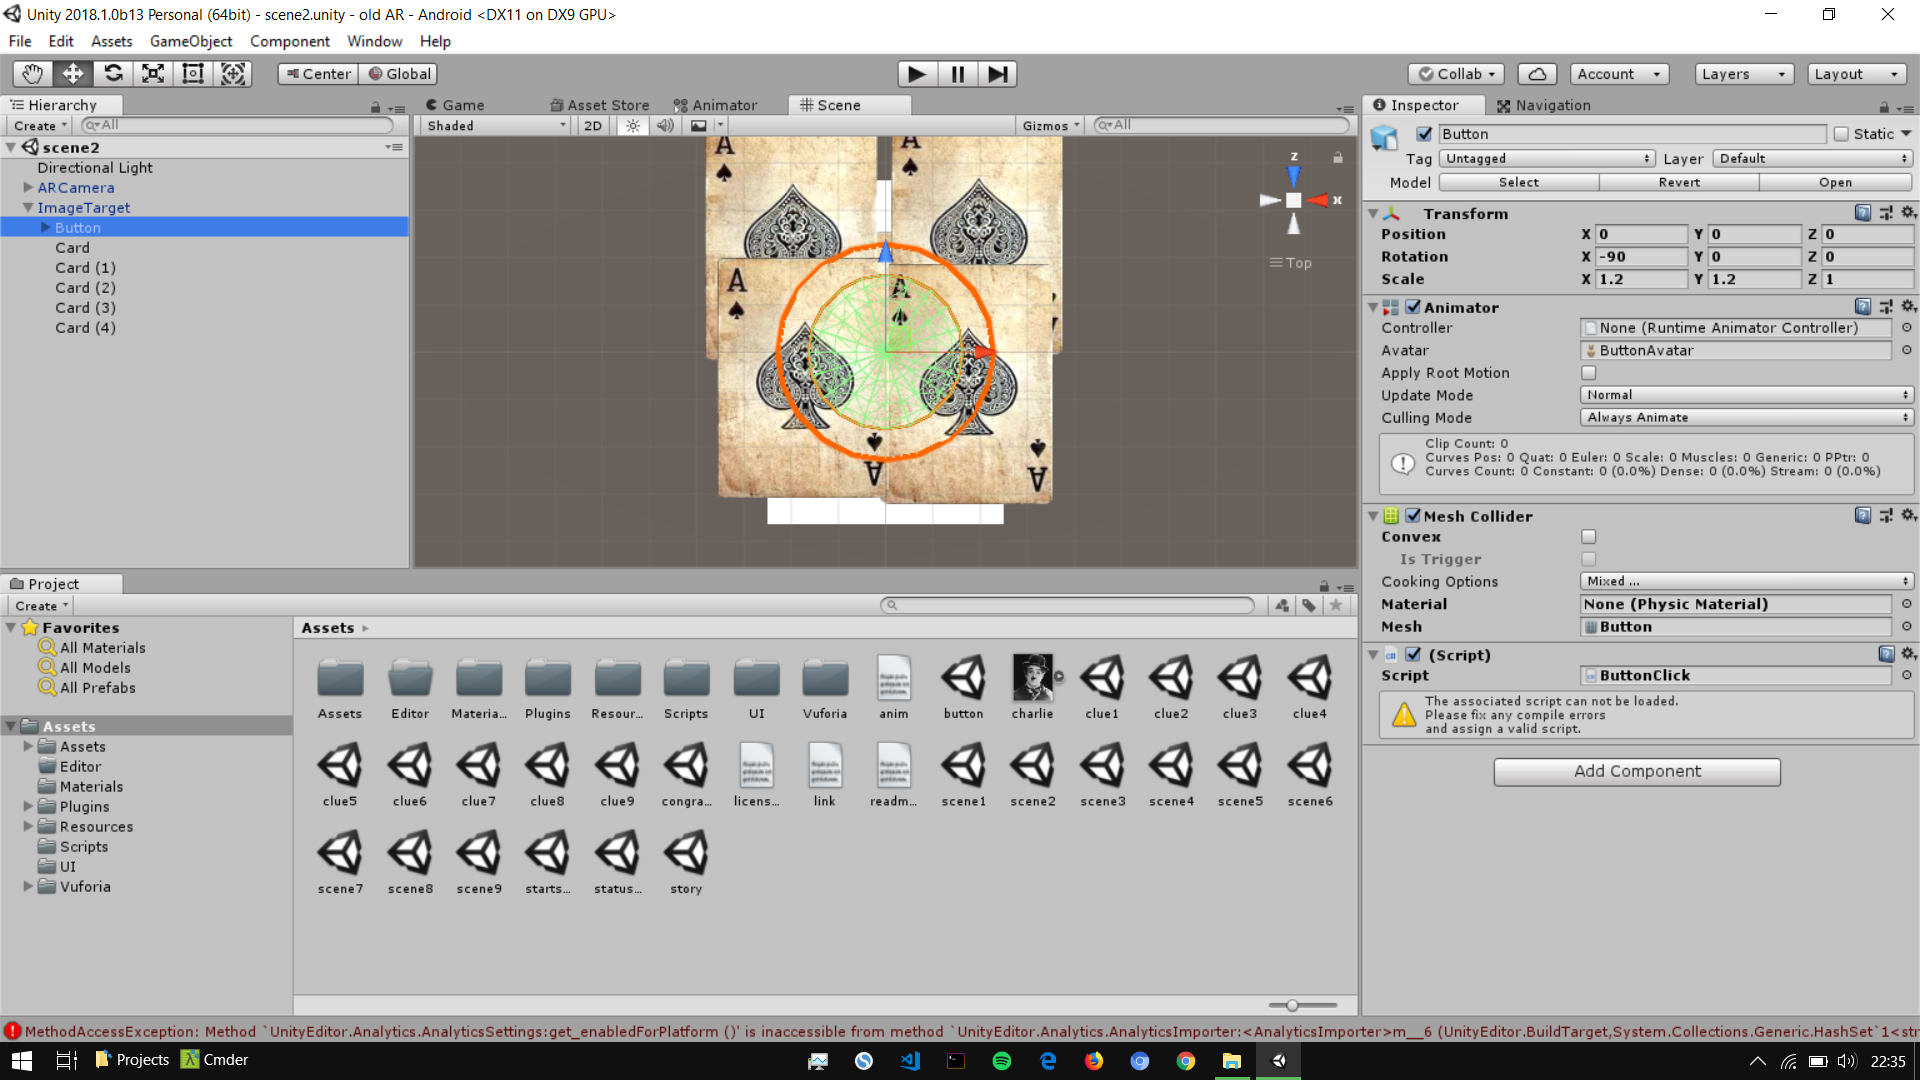 Unity 2018.1.0b13 Personal (64bit) - scene2.unity - old AR - Android <DX11 on DX9 GPU>
File Edit Assets GameObject Component Window Help
Center Global Collab Account Layers Layout
Hierarchy
Create All
scene2
Directional Light
ARCamera
ImageTarget
Button
Card
Card (1)
Card (2)
Card (3)
Card (4)
Game Asset Store Animator Scene
Shaded 2D Gizmos All
A A
A A
A A
z
x
Top
Inspector Navigation
Button Static
Tag Untagged Layer Default
Model Select Revert Open
Transform
Position X 0 Y 0 Z 0
Rotation X -90 Y 0 Z 0
Scale X 1.2 Y 1.2 Z 1
Animator
Controller None (Runtime Animator Controller)
Avatar ButtonAvatar
Apply Root Motion
Update Mode Normal
Culling Mode Always Animate
Clip Count: 0
Curves Pos: 0 Quat: 0 Euler: 0 Scale: 0 Muscles: 0 Generic: 0 PPtr: 0
Curves Count: 0 Constant: 0 (0.0%) Dense: 0 (0.0%) Stream: 0 (0.0%)
Mesh Collider
Convex
Is Trigger
Cooking Options Mixed ...
Material None (Physic Material)
Mesh Button
(Script)
Script ButtonClick
The associated script can not be loaded.
Please fix any compile errors
and assign a valid script.
Add Component
Project
Create
Favorites
All Materials
All Models
All Prefabs
Assets
Assets
Editor
Materials
Plugins
Resources
Scripts
UI
Vuforia
Assets
Assets Editor Materia... Plugins Resour... Scripts UI Vuforia anim button charlie clue1 clue2 clue3 clue4
clue5 clue6 clue7 clue8 clue9 congra... licens... link readm... scene1 scene2 scene3 scene4 scene5 scene6
scene7 scene8 scene9 starts... status... story
MethodAccessException: Method `UnityEditor.Analytics.AnalyticsSettings:get_enabledForPlatform ()' is inaccessible from method `UnityEditor.Analytics.AnalyticsImporter:<AnalyticsImporter>m__6 (UnityEditor.BuildTarget,System.Collections.Generic.HashSet`1<str
Projects Cmder 22:35